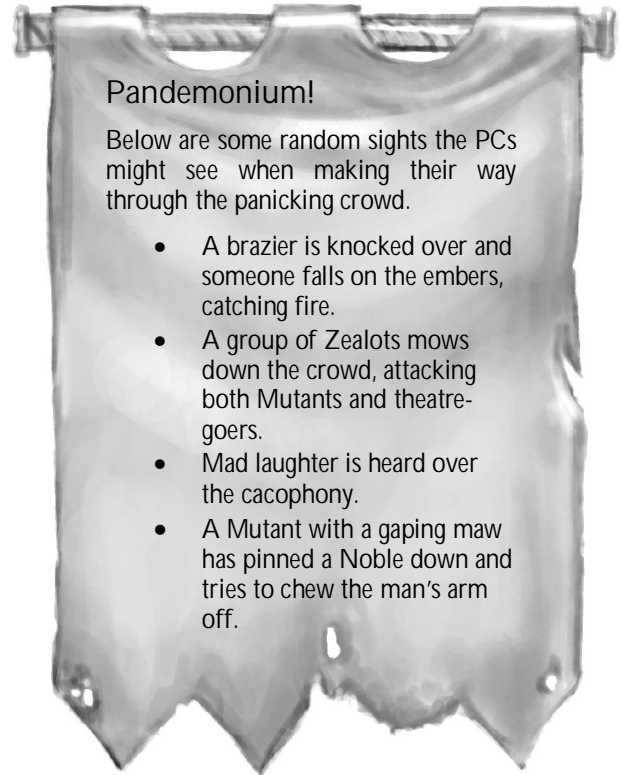 Pandemonium!
Below are some random sights the PCs
might see when making their way
through the panicking crowd.
• A brazier is knocked over and
someone falls on the embers,
catching fire.
• A group of Zealots mows
down the crowd, attacking
both Mutants and theatre-
goers.
• Mad laughter is heard over
the cacophony.
• A Mutant with a gaping maw
has pinned a Noble down and
tries to chew the man's arm
off.